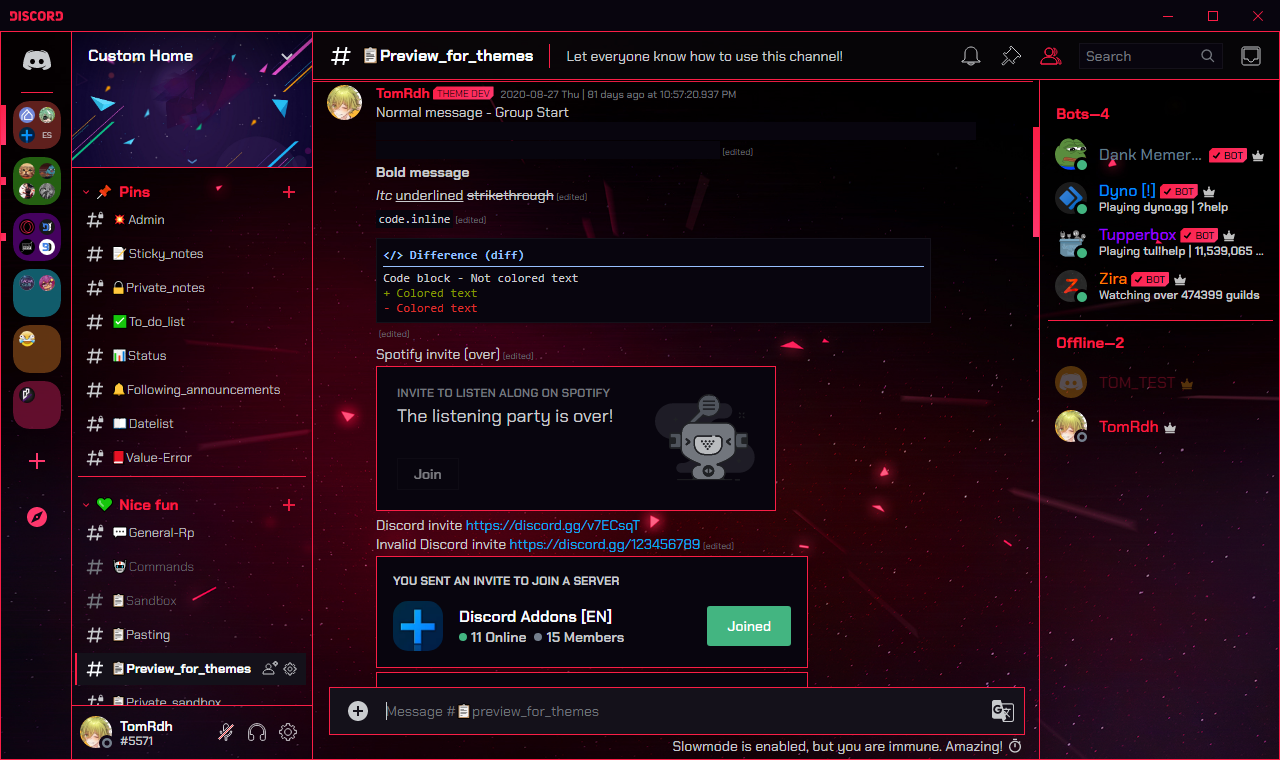 DISCORD
Custom Home
Pins
Admin
Sticky_notes
Private_notes
To_do_list
Status
Following_announcements
Datelist
Value-Error
Nice fun
General-Rp
Commands
Sandbox
Pasting
Preview_for_themes
Private_sandbox
TomRdh
#5571
ES
# 📋Preview_for_themes
Let everyone know how to use this channel!
Search
TomRdh THEME DEV 2020-08-27 Thu | 81 days ago at 10:57:20.937 PM
Normal message - Group Start
[edited]
Bold message
Itc underlined strikethrough [edited]
code.inline [edited]
</> Difference (diff)
Code block - Not colored text
+ Colored text
- Colored text
[edited]
Spotify invite (over) [edited]
INVITE TO LISTEN ALONG ON SPOTIFY
The listening party is over!
Join
Discord invite https://discord.gg/v7ECsqT
Invalid Discord invite https://discord.gg/123456789 [edited]
YOU SENT AN INVITE TO JOIN A SERVER
Discord Addons [EN]
11 Online 15 Members
Joined
Message #📋preview_for_themes
Slowmode is enabled, but you are immune. Amazing!
Bots—4
Dank Memer... ✔ BOT
Dyno [!] ✔ BOT
Playing dyno.gg | ?help
Tupperbox ✔ BOT
Playing tul!help | 11,539,065 ...
Zira ✔ BOT
Watching over 474399 guilds
Offline—2
TOM_TEST
TomRdh